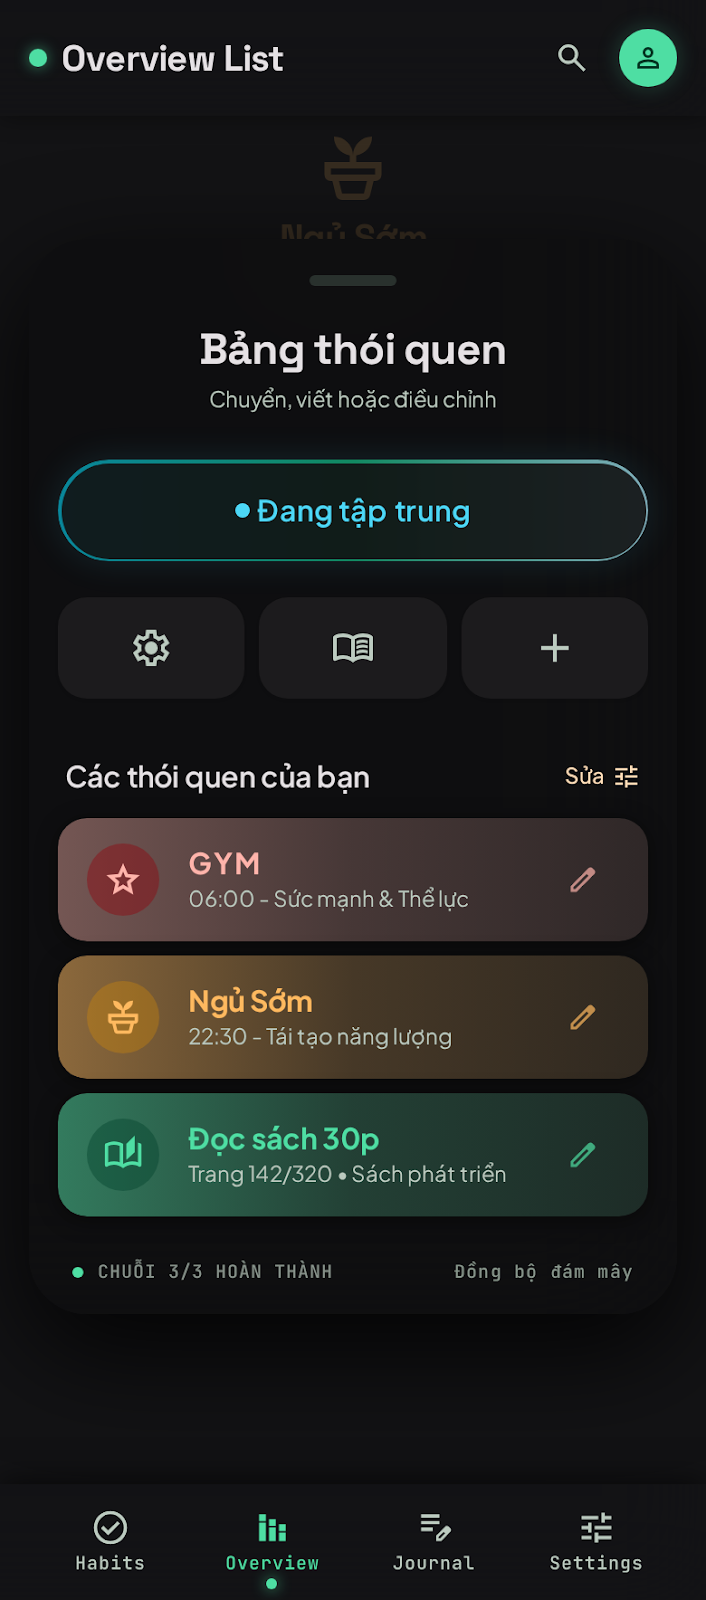 Overview List
Ngủ Sớm
Bảng thói quen
Chuyển, viết hoặc điều chỉnh
Đang tập trung
Các thói quen của bạn
Sửa
GYM
06:00 - Sức mạnh & Thể lực
Ngủ Sớm
22:30 - Tái tạo năng lượng
Đọc sách 30p
Trang 142/320 • Sách phát triển
CHUỖI 3/3 HOÀN THÀNH
Đồng bộ đám mây
Habits
Overview
Journal
Settings